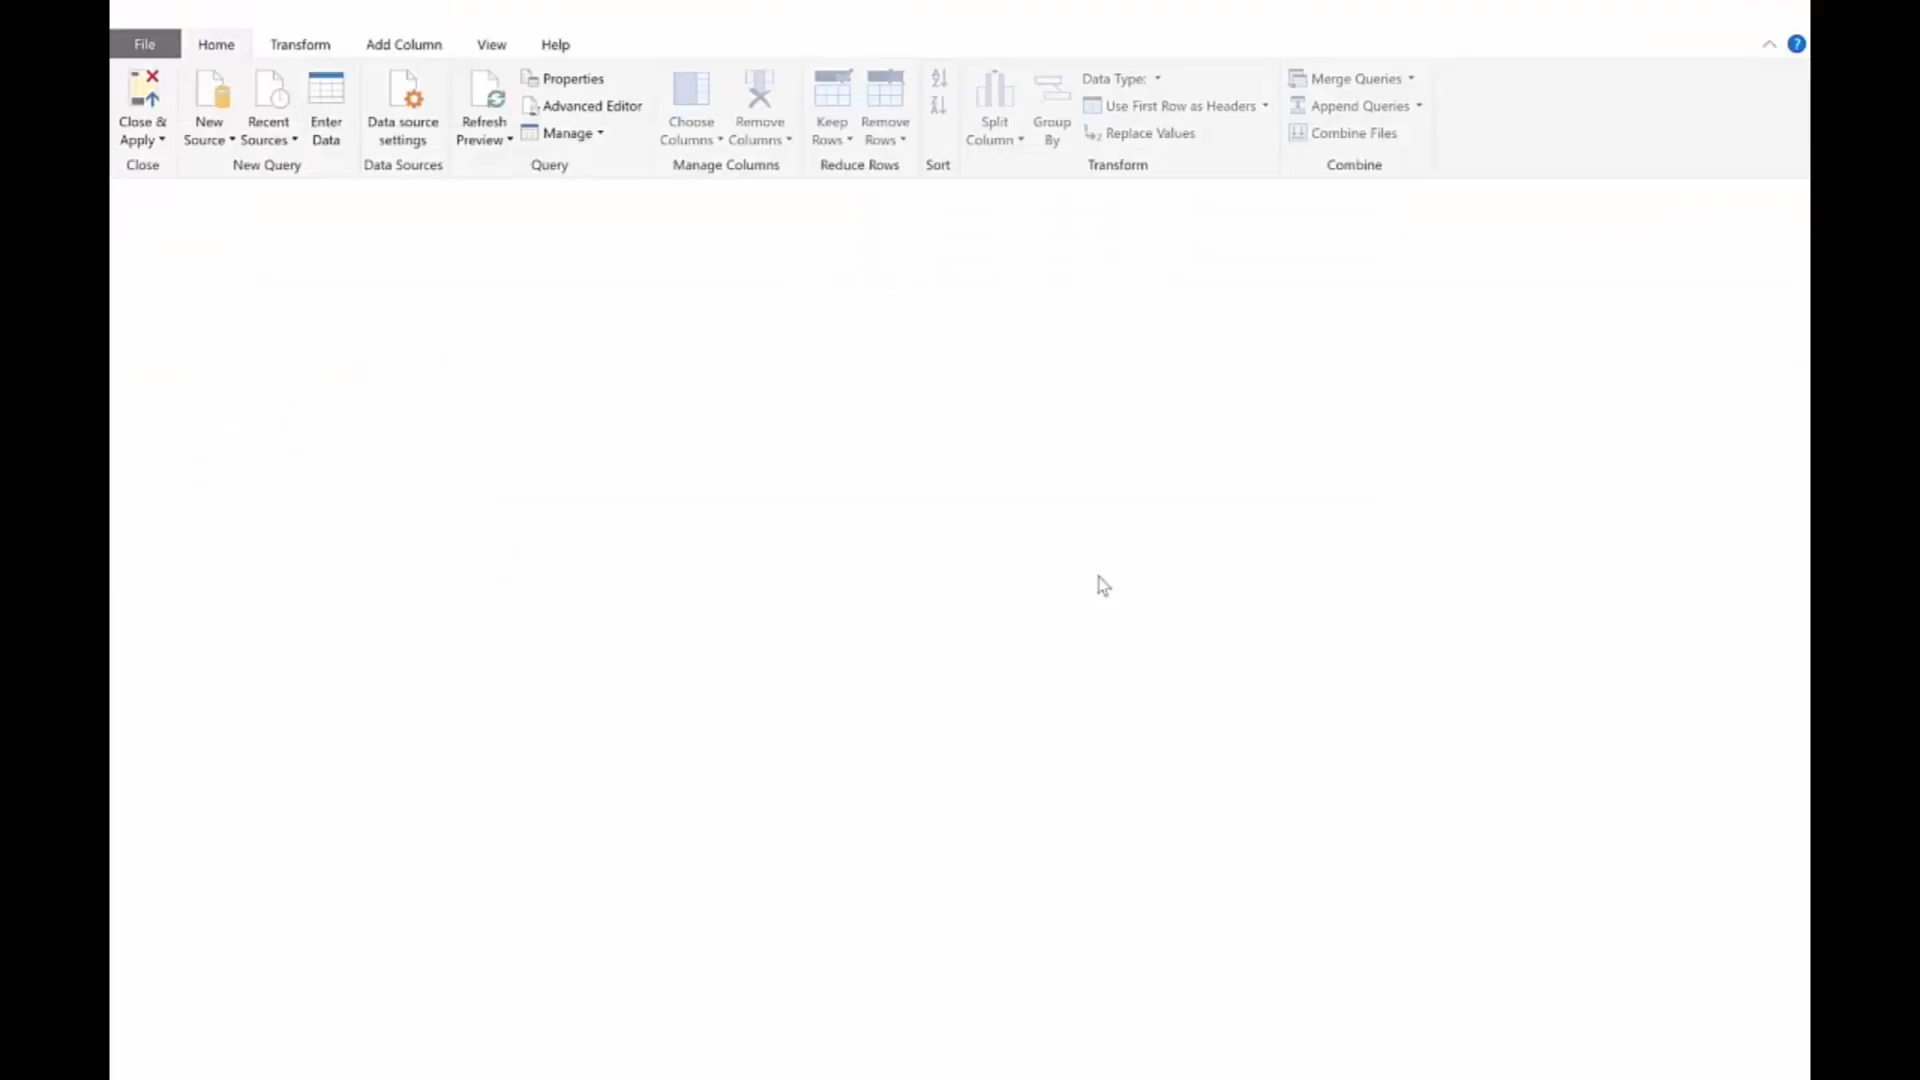 File Home Transform Add Column View Help ?
Close & Apply
New Source
Recent Sources
Enter Data
Data source settings
Refresh Preview
Properties
Advanced Editor
Manage
Choose Columns
Remove Columns
Keep Rows
Remove Rows
Split Column
Group By
Data Type:
Use First Row as Headers
Replace Values
Merge Queries
Append Queries
Combine Files
Close New Query Data Sources Query Manage Columns Reduce Rows Sort Transform Combine